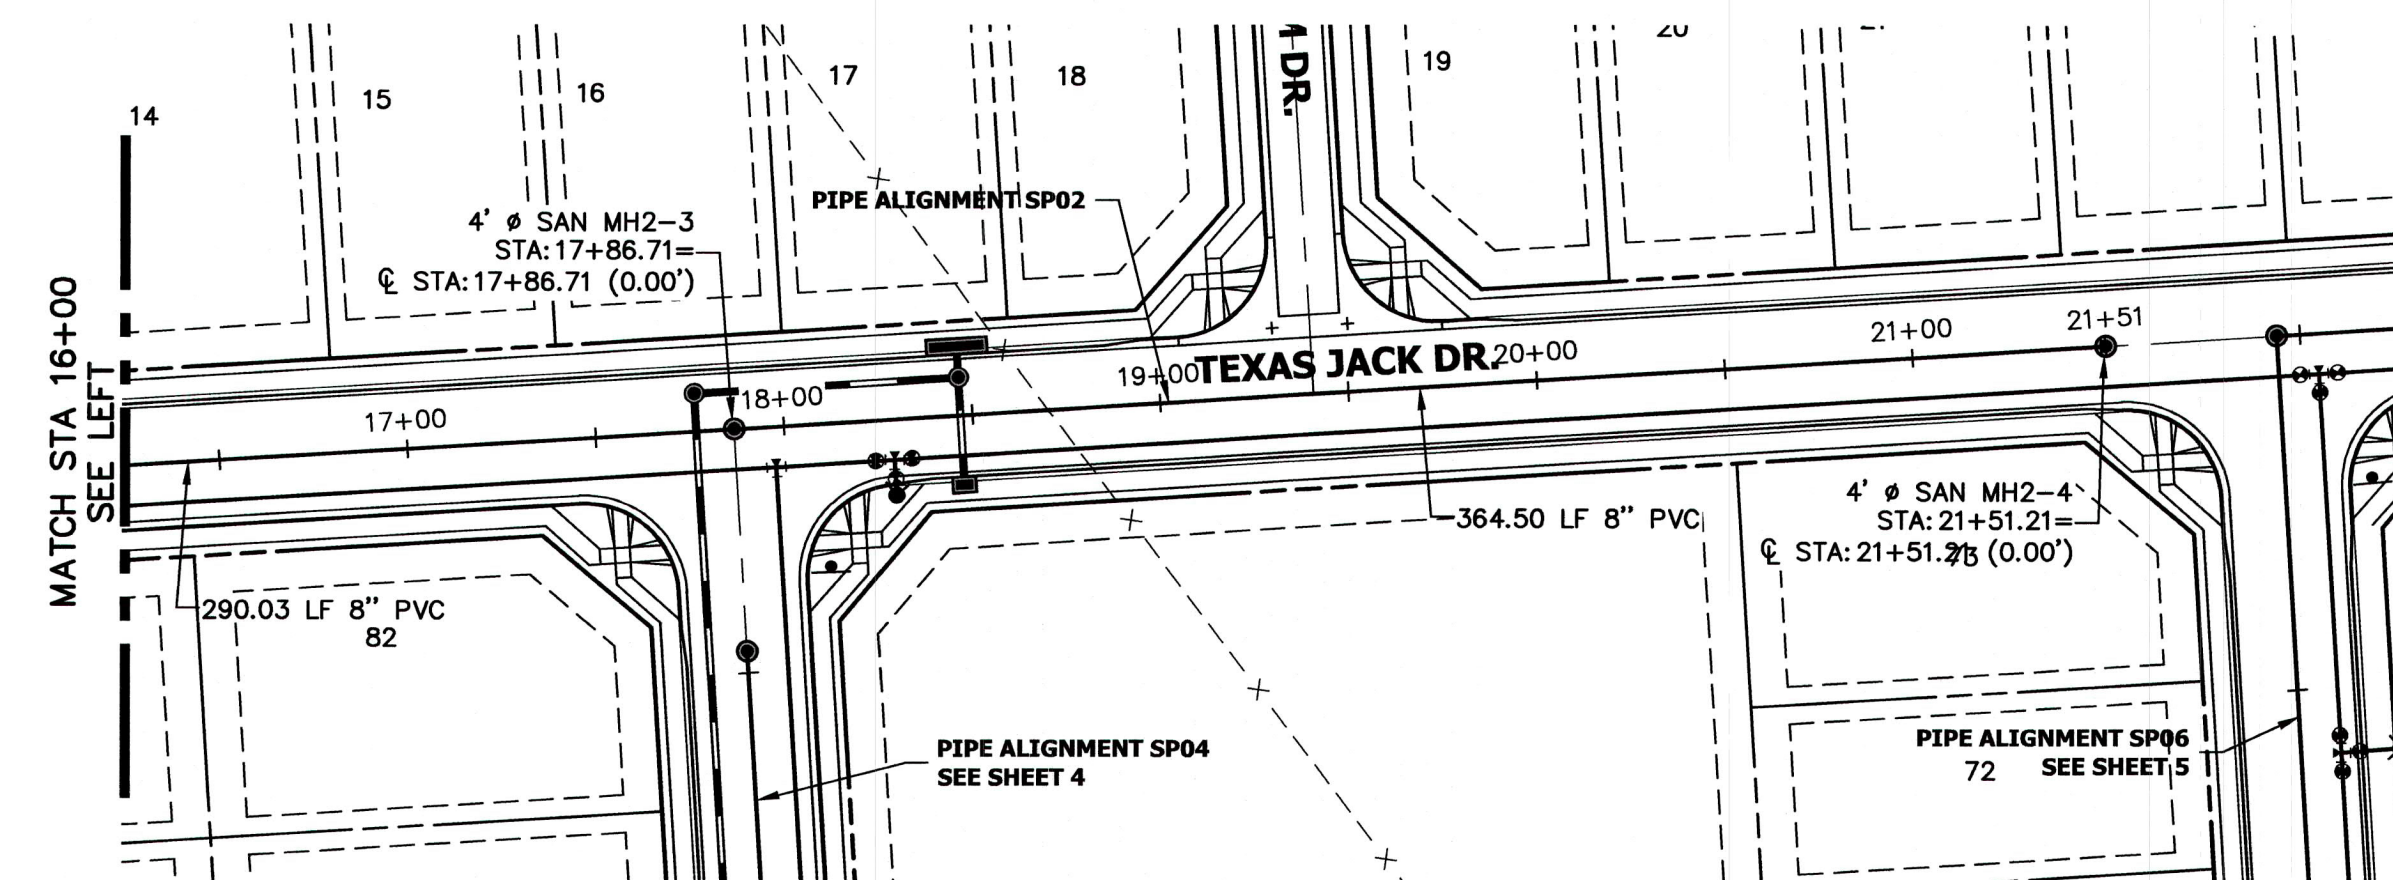 14
15
16
17
18
DR.
19
20
PIPE ALIGNMENT SP02
4' ø SAN MH2-3
STA: 17+86.71=
℄ STA: 17+86.71 (0.00')
MATCH STA 16+00
SEE LEFT
17+00
18+00
19+00
TEXAS JACK DR.
20+00
21+00
21+51
364.50 LF 8" PVC
4' ø SAN MH2-4
STA: 21+51.21=
℄ STA: 21+51. (0.00')
290.03 LF 8" PVC
82
PIPE ALIGNMENT SP04
SEE SHEET 4
PIPE ALIGNMENT SP06
72 SEE SHEET 5